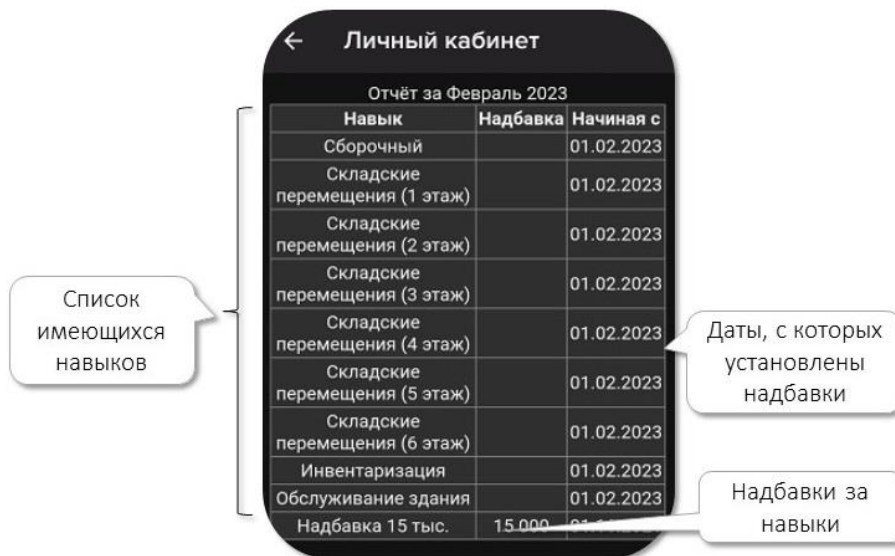 Личный кабинет
Отчёт за Февраль 2023
Навык Надбавка Начиная с
Сборочный 01.02.2023
Складские
перемещения (1 этаж) 01.02.2023
Складские
перемещения (2 этаж) 01.02.2023
Складские
перемещения (3 этаж) 01.02.2023
Складские
перемещения (4 этаж) 01.02.2023
Складские
перемещения (5 этаж) 01.02.2023
Складские
перемещения (6 этаж) 01.02.2023
Инвентаризация 01.02.2023
Обслуживание здания 01.02.2023
Надбавка 15 тыс. 15 000
Список
имеющихся
навыков
Даты, с которых
установлены
надбавки
Надбавки за
навыки